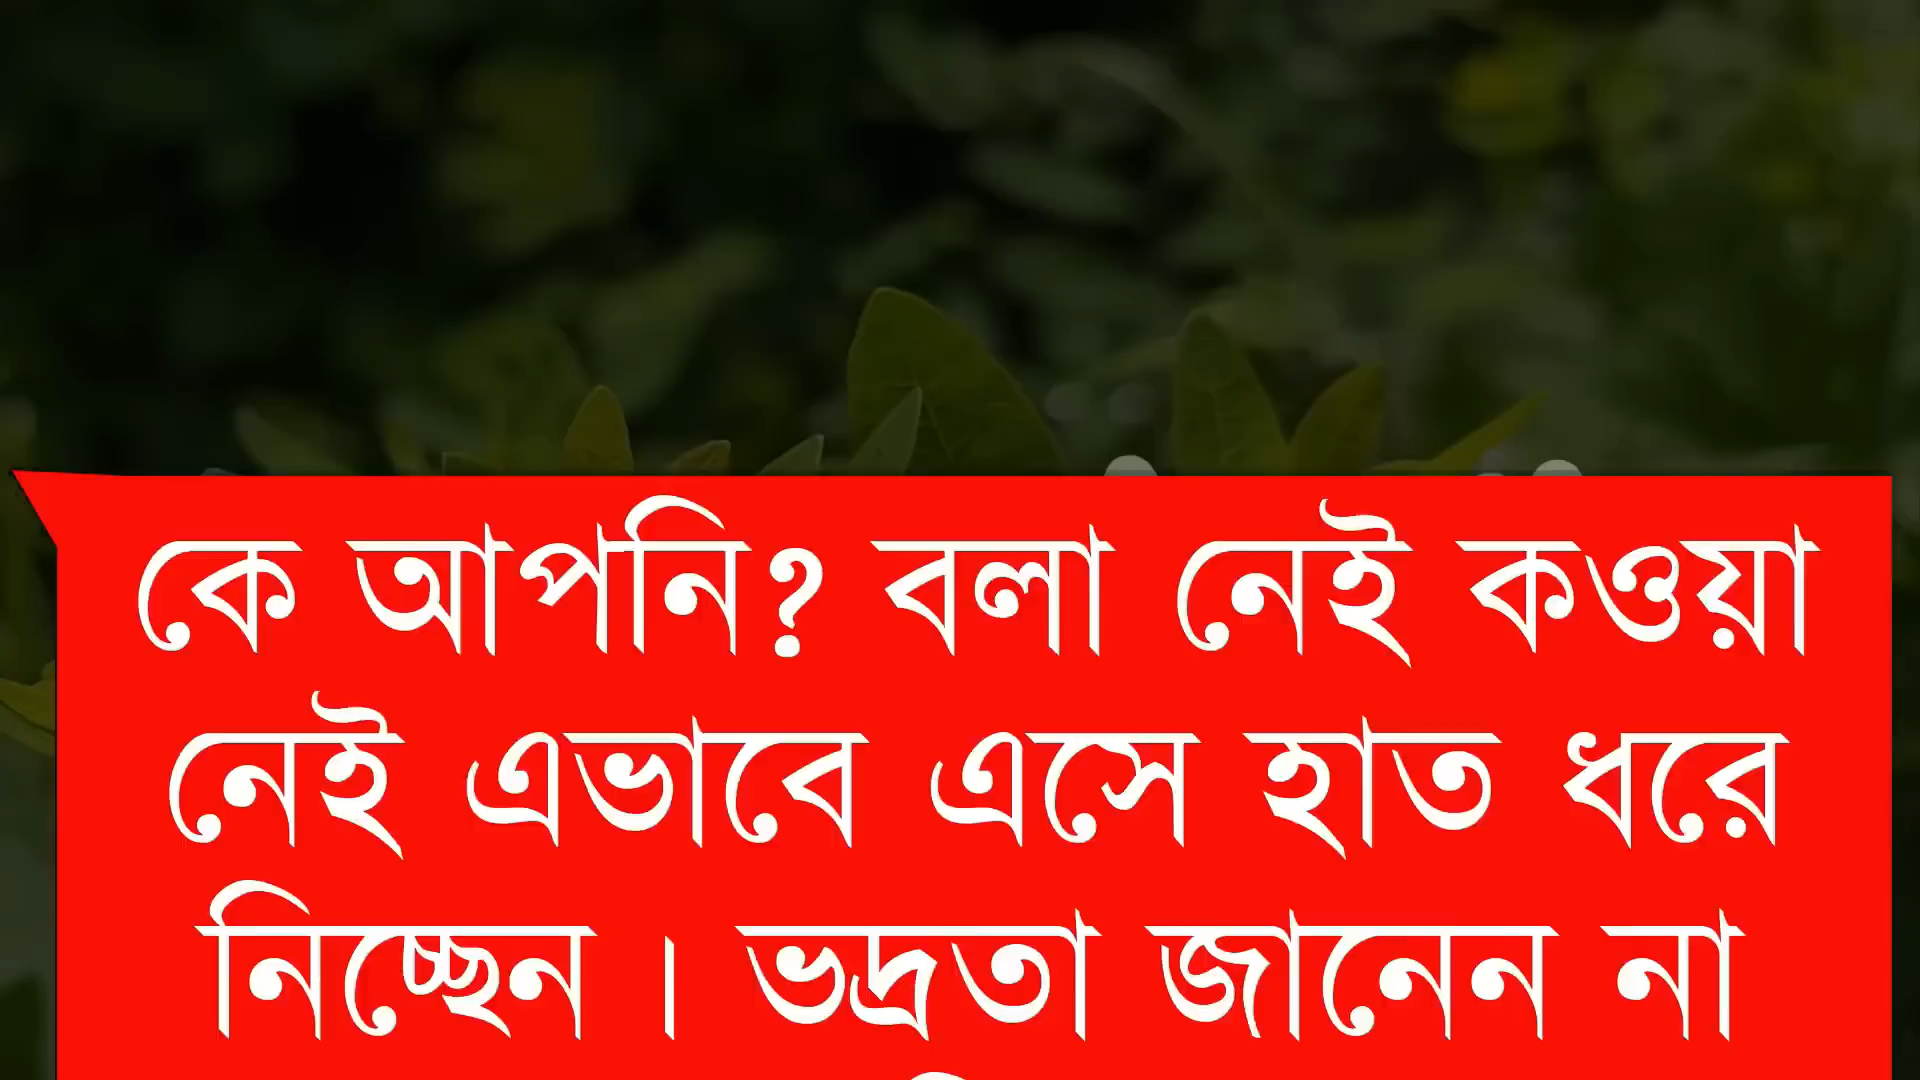 কে আপনি? বলা নেই কওয়া
নেই এভাবে এসে হাত ধরে
নিচ্ছেন। ভদ্রতা জানেন না